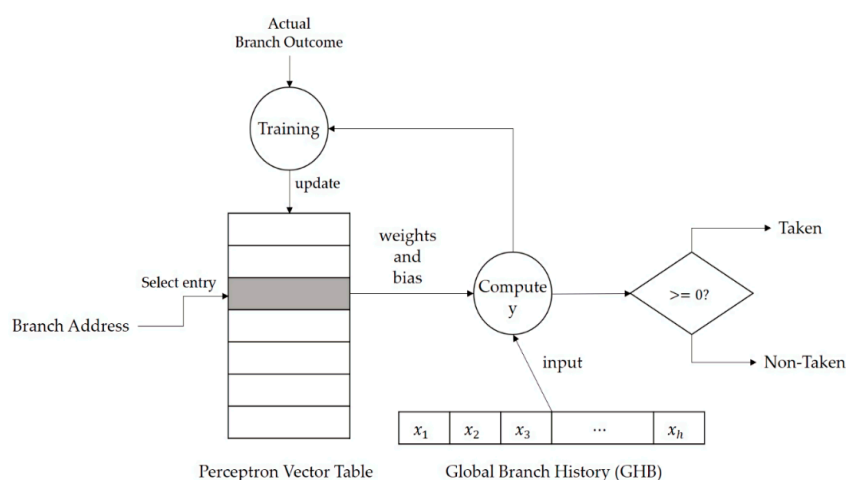 Actual
Branch Outcome
Training
update
weights
and
bias
Taken
Select entry
Compute
y
>= 0?
Branch Address
input
Non-Taken
x₁ x₂ x₃ ... xₕ
Perceptron Vector Table
Global Branch History (GHB)